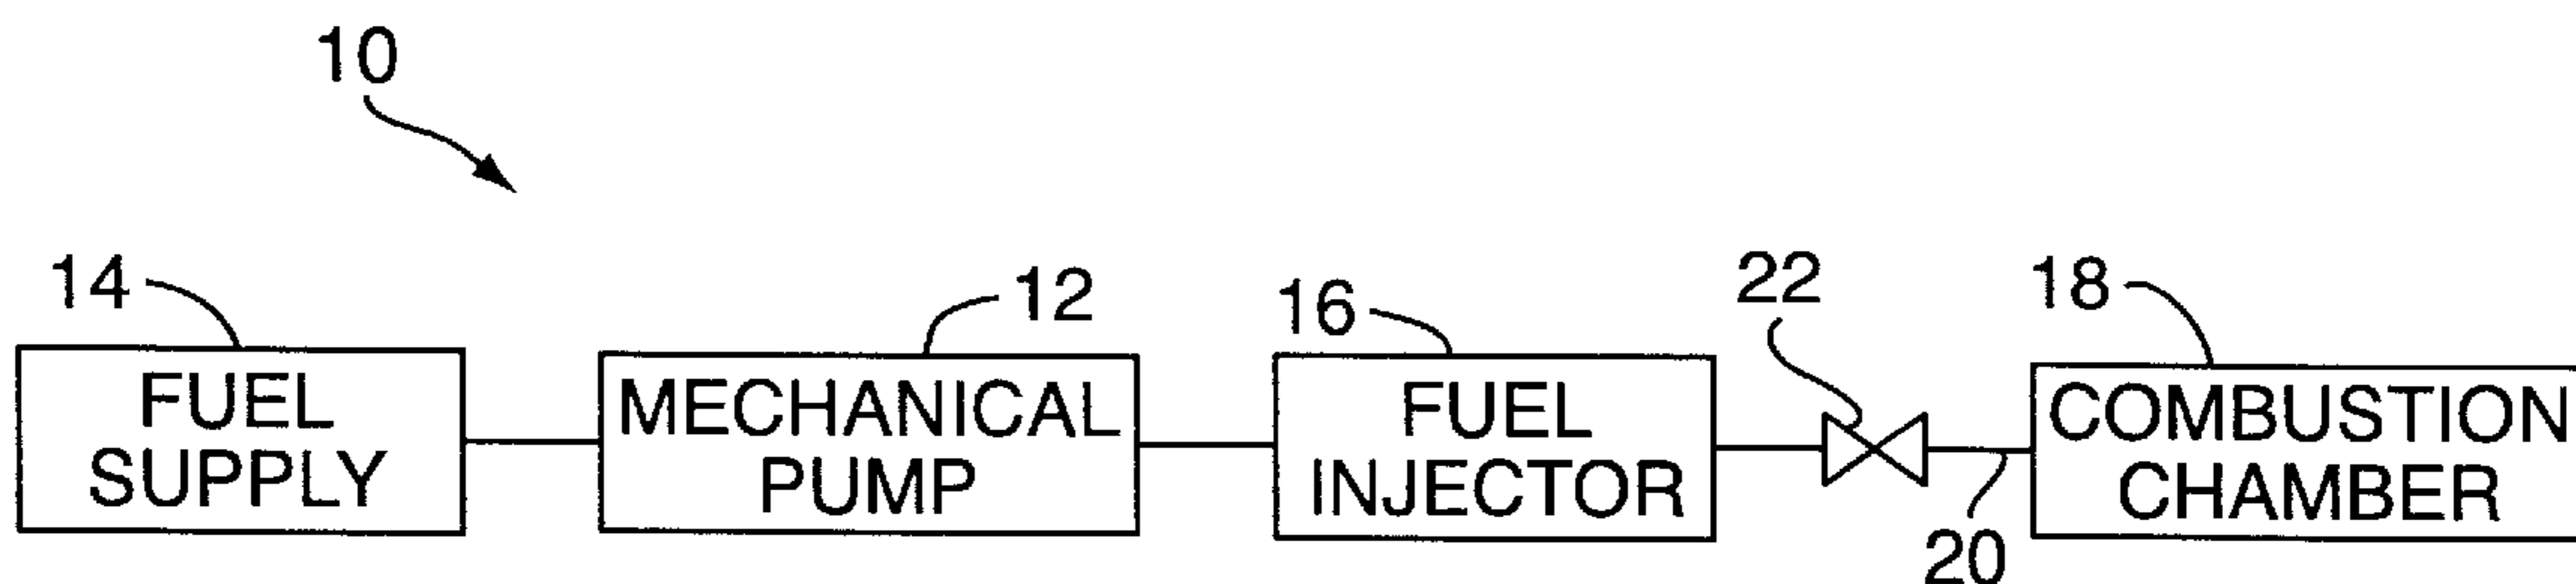 10
14
12
16
22
18
FUEL
SUPPLY
MECHANICAL
PUMP
FUEL
INJECTOR
COMBUSTION
CHAMBER
20